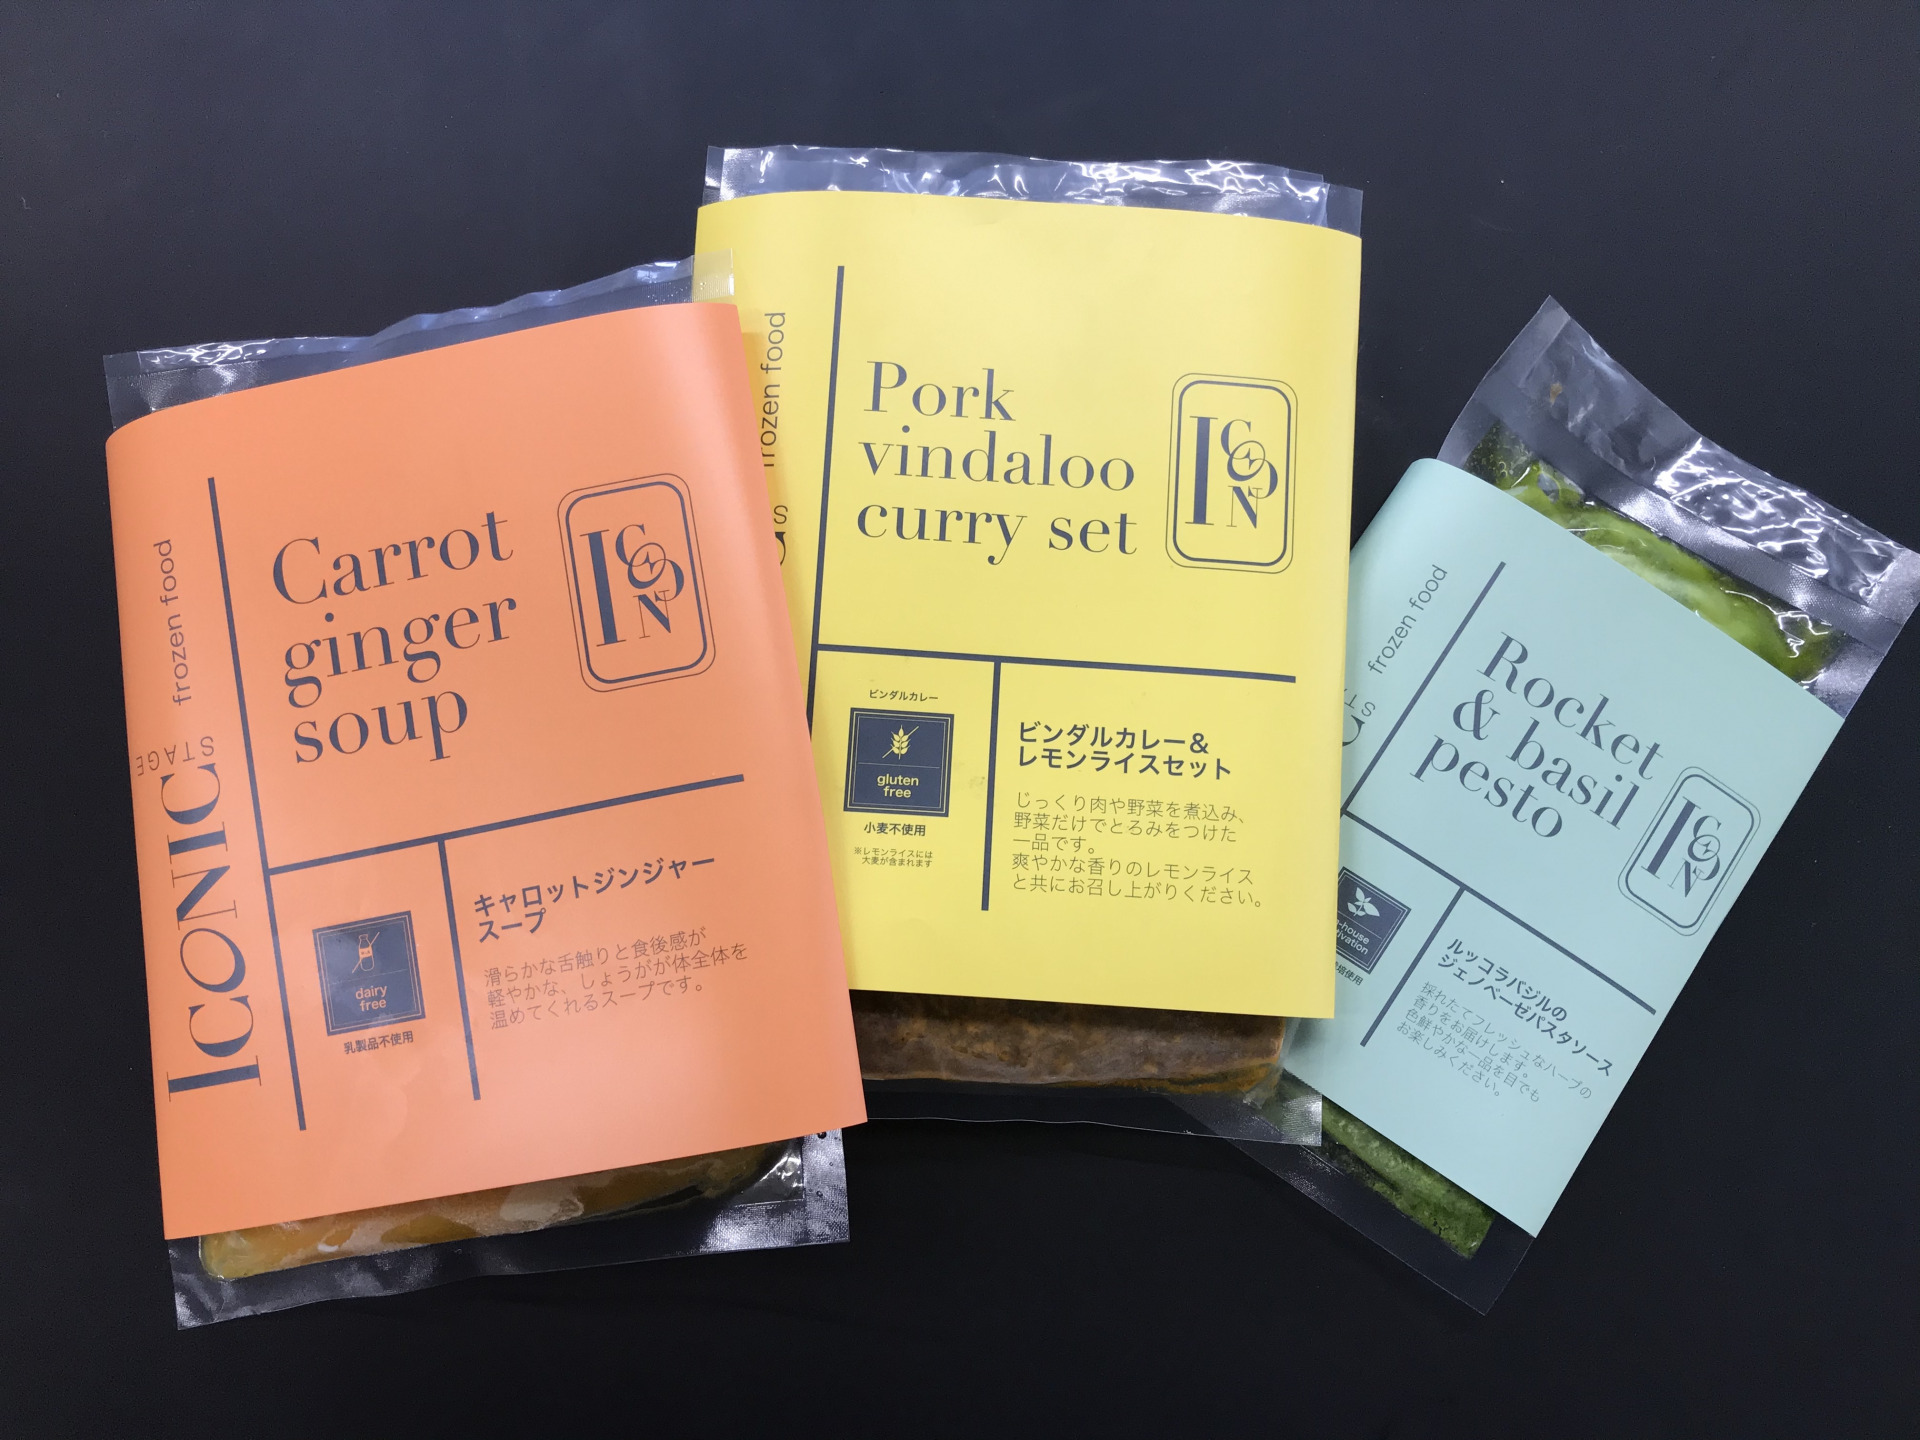 ICONIC
STAGE
frozen food
Carrot
ginger
soup
ICON
dairy
free
乳製品不使用
キャロットジンジャー
スープ
滑らかな舌触りと食後感が
軽やかな、しょうがが体全体を
温めてくれるスープです。
frozen food
Pork
vindaloo
curry set
ICON
ビンダルカレー
gluten
free
小麦不使用
※レモンライスには
大麦が含まれます
ビンダルカレー＆
レモンライスセット
じっくり肉や野菜を煮込み、
野菜だけでとろみをつけた
一品です。
爽やかな香りのレモンライス
と共にお召し上がりください。
frozen food
Rocket
& basil
pesto
ICON
ルッコラバジルの
ジェノベーゼパスタソース
採れたてフレッシュなハーブの
香りをお届けします。
色鮮やかな一品を目でも
お楽しみください。